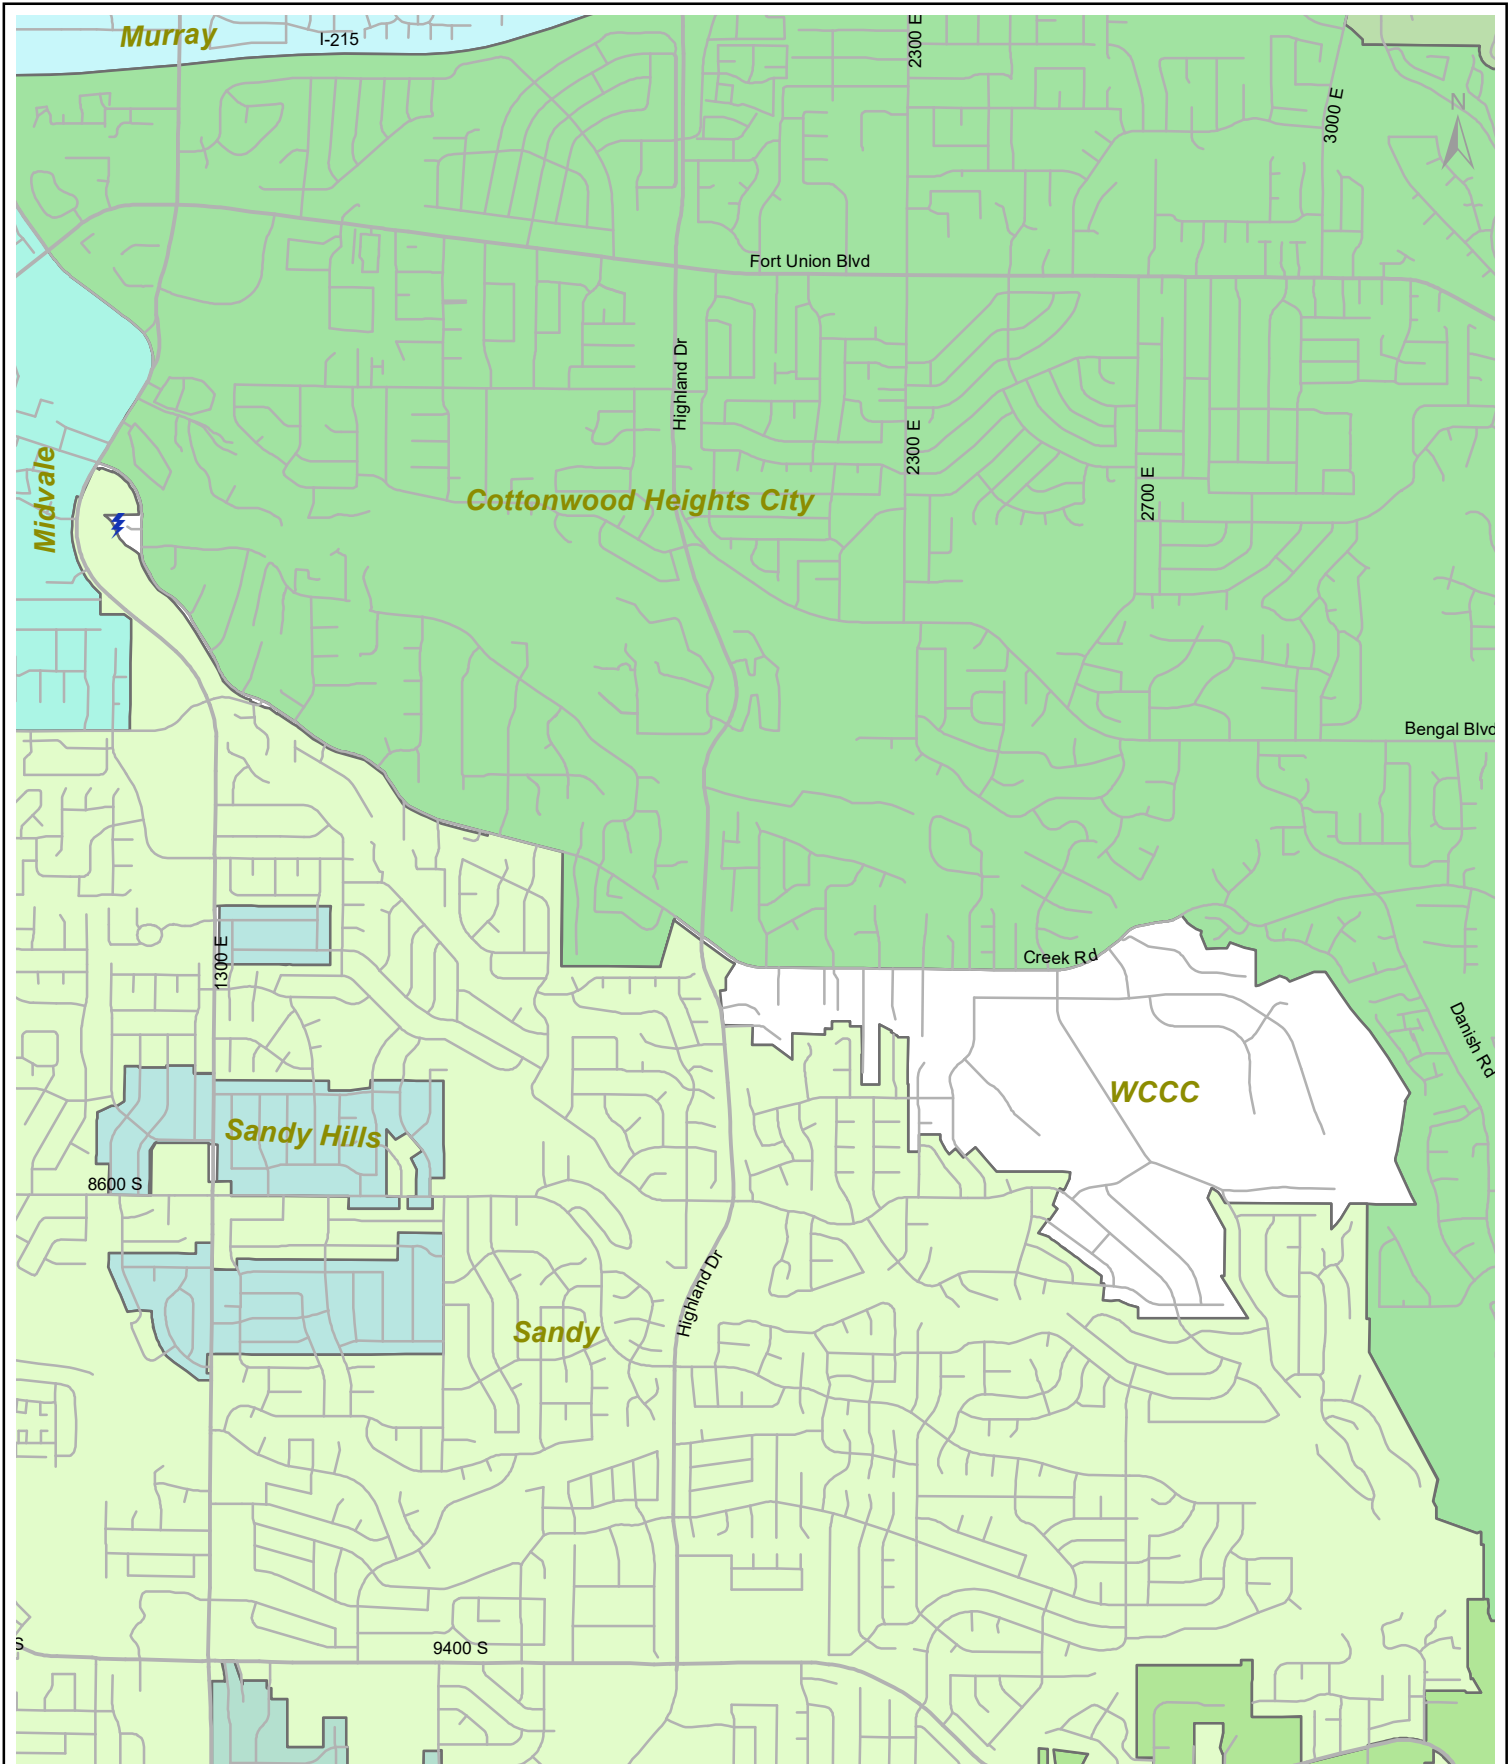 Murray
I-215
2300 E
3000 E
N
Fort Union Blvd
Highland Dr
2300 E
Midvale
Cottonwood Heights City
2700 E
Bengal Blvd
1300 E
Creek Rd
Danish Rd
WCCC
Sandy Hills
8600 S
Highland Dr
Sandy
S
9400 S